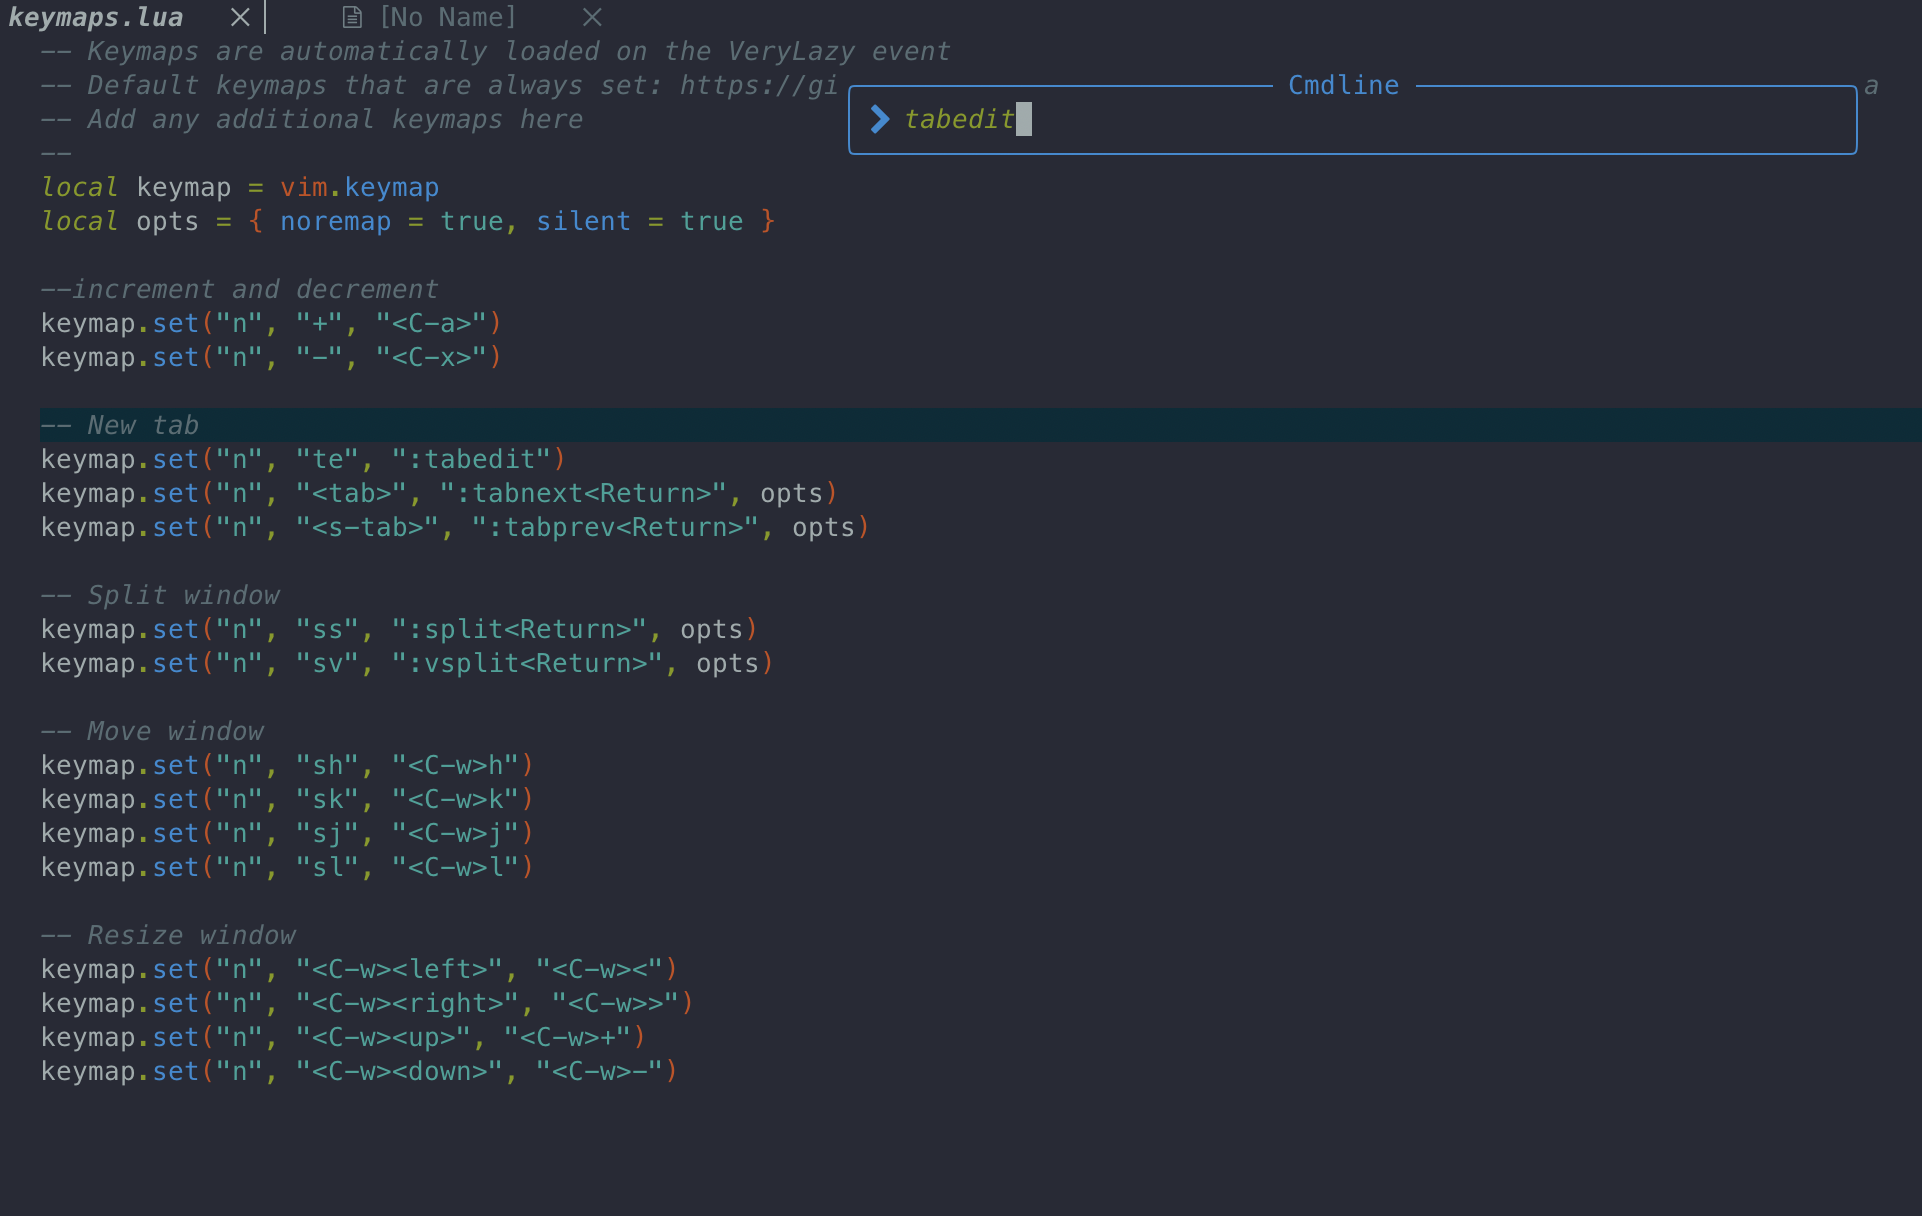 keymaps.lua [No Name]
-- Keymaps are automatically loaded on the VeryLazy event
-- Default keymaps that are always set: https://gi a
Cmdline
-- Add any additional keymaps here
tabedit
--
local keymap = vim.keymap
local opts = { noremap = true, silent = true }
--increment and decrement
keymap.set("n", "+", "<C-a>")
keymap.set("n", "-", "<C-x>")
-- New tab
keymap.set("n", "te", ":tabedit")
keymap.set("n", "<tab>", ":tabnext<Return>", opts)
keymap.set("n", "<s-tab>", ":tabprev<Return>", opts)
-- Split window
keymap.set("n", "ss", ":split<Return>", opts)
keymap.set("n", "sv", ":vsplit<Return>", opts)
-- Move window
keymap.set("n", "sh", "<C-w>h")
keymap.set("n", "sk", "<C-w>k")
keymap.set("n", "sj", "<C-w>j")
keymap.set("n", "sl", "<C-w>l")
-- Resize window
keymap.set("n", "<C-w><left>", "<C-w><")
keymap.set("n", "<C-w><right>", "<C-w>>")
keymap.set("n", "<C-w><up>", "<C-w>+")
keymap.set("n", "<C-w><down>", "<C-w>-")